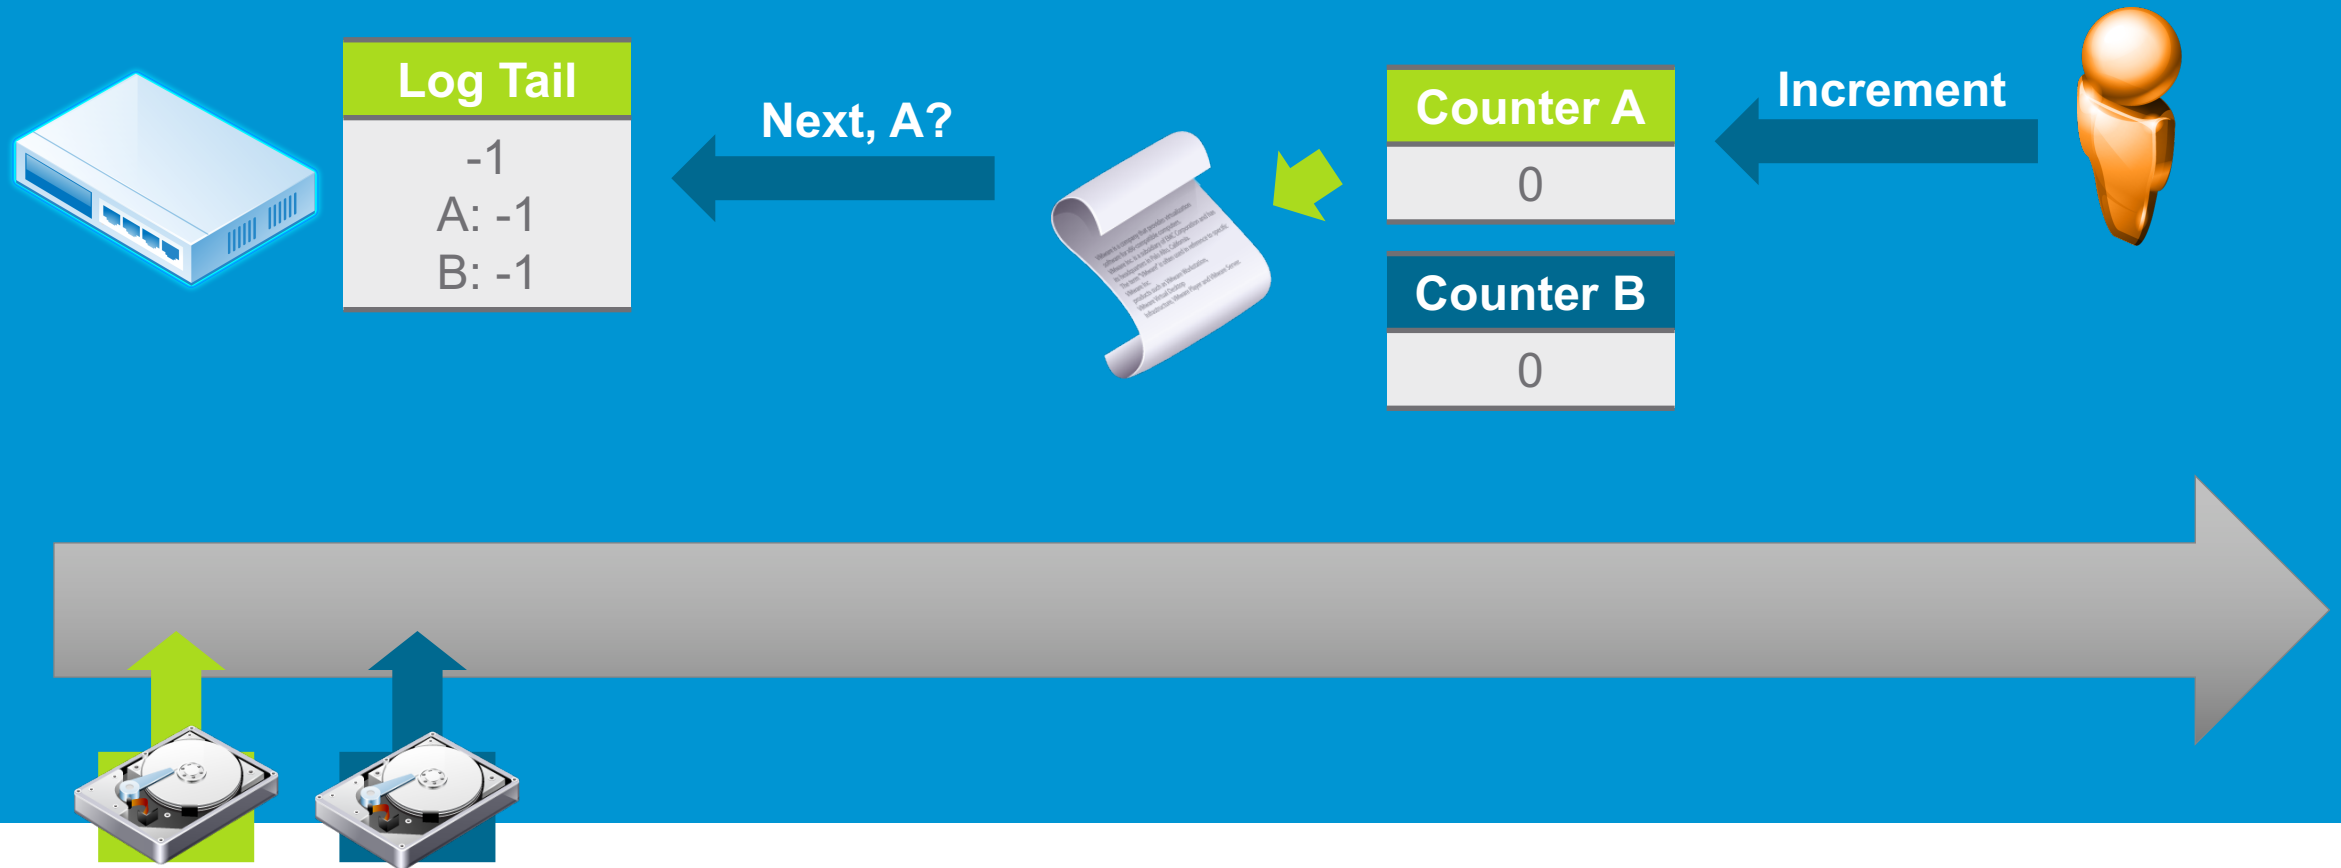 Log Tail
-1
A: -1
B: -1
Next, A?
Counter A
0
Counter B
0
Increment